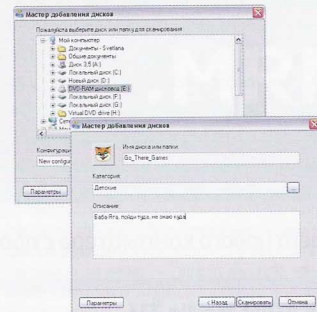 Мастер добавления дисков
Пожалуйста выберите диск или папку для сканирования
Мой компьютер
Документы - Svetlana
Общие документы
Диск 3,5 (A:)
Локальный диск (C:)
Новый диск (D:)
DVD-RAM дисковод (E:)
Локальный диск (F:)
Локальный диск (G:)
Virtual DVD drive (H:)
Параметры
Мастер добавления дисков
Имя диска или папки
Go_There_Games
Категория:
Детские
...
Описание:
Баба Яга, пойди туда, не знаю куда
Параметры
< Назад
Сканировать
Отмена